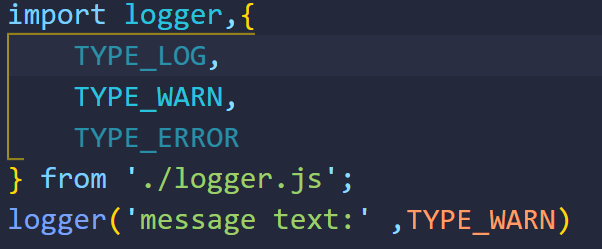 import logger,{
    TYPE_LOG,
    TYPE_WARN,
    TYPE_ERROR
} from './logger.js';
logger('message text:' ,TYPE_WARN)